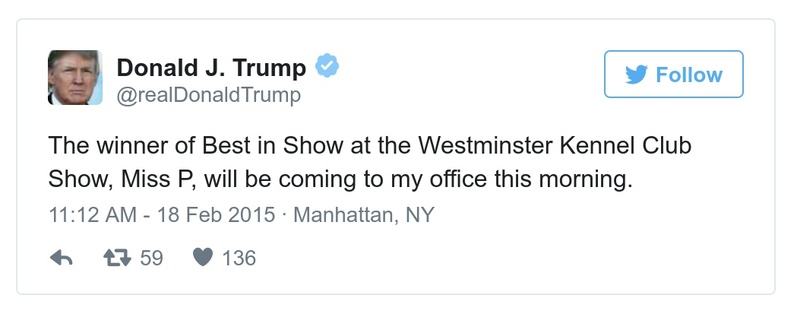 Donald J. Trump
@realDonaldTrump
Follow
The winner of Best in Show at the Westminster Kennel Club
Show, Miss P, will be coming to my office this morning.
11:12 AM - 18 Feb 2015 · Manhattan, NY
59 136